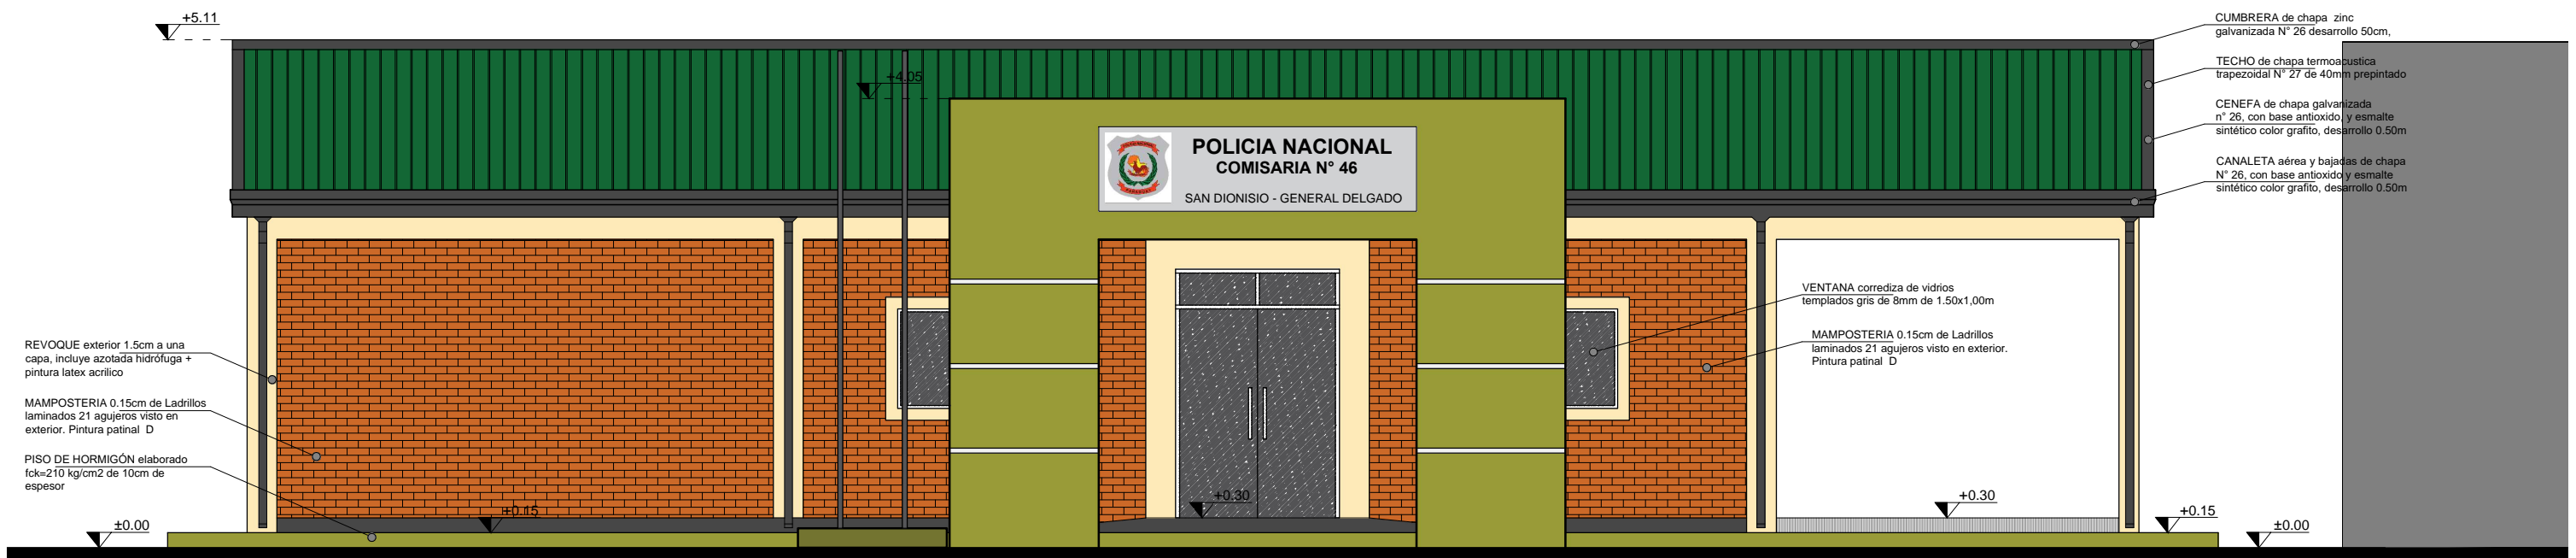 +5.11
CUMBRERA de chapa  zinc
galvanizada N° 26 desarrollo 50cm,
TECHO de chapa termoacustica
trapezoidal N° 27 de 40mm prepintado
+4.05
CENEFA de chapa galvanizada
n° 26, con base antioxido, y esmalte
sintético color grafito, desarrollo 0.50m
POLICIA NACIONAL
COMISARIA N° 46
SAN DIONISIO - GENERAL DELGADO
CANALETA aérea y bajadas de chapa
N° 26, con base antioxido y esmalte
sintético color grafito, desarrollo 0.50m
VENTANA corrediza de vidrios
templados gris de 8mm de 1.50x1,00m
MAMPOSTERIA 0.15cm de Ladrillos
laminados 21 agujeros visto en exterior.
Pintura patinal  D
REVOQUE exterior 1.5cm a una
capa, incluye azotada hidrófuga +
pintura latex acrilico
MAMPOSTERIA 0.15cm de Ladrillos
laminados 21 agujeros visto en
exterior. Pintura patinal  D
PISO DE HORMIGÓN elaborado
fck=210 kg/cm2 de 10cm de
espesor
±0.00
+0.15
+0.30
+0.30
+0.15
±0.00